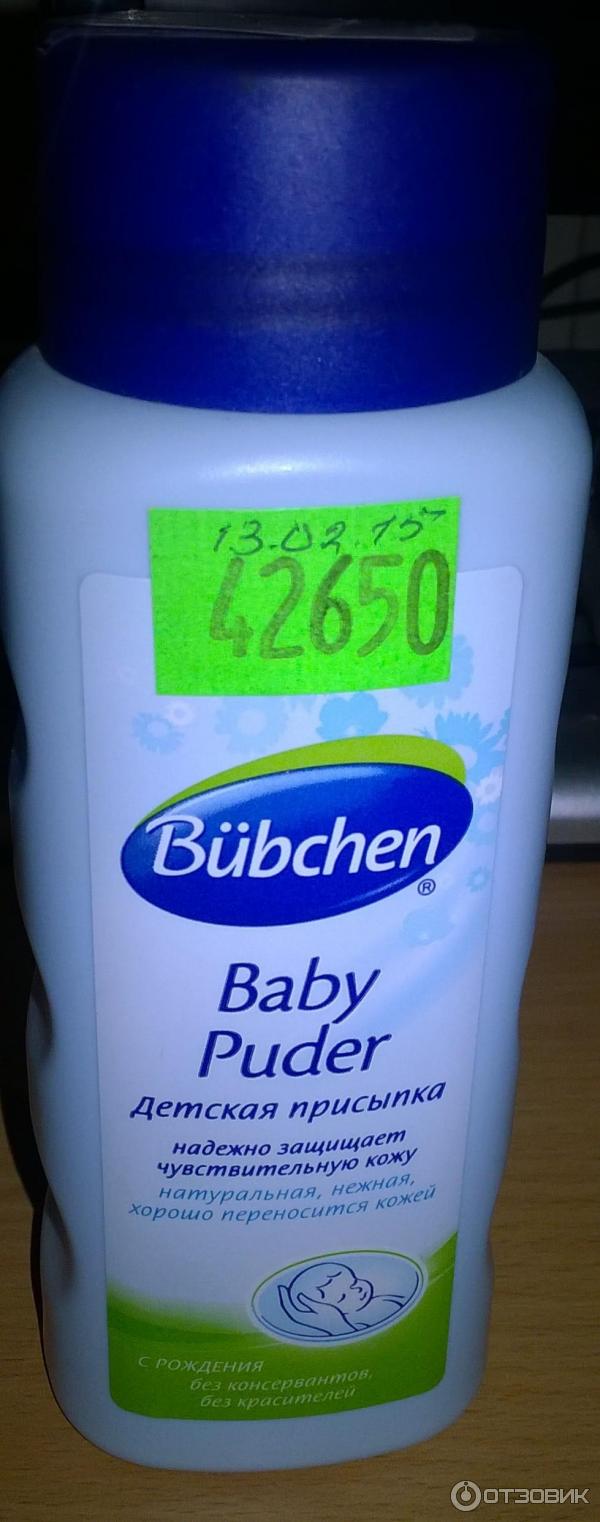 13.02.15
42650
Bübchen
®
Baby
Puder
Детская присыпка
надежно защищает
чувствительную кожу
натуральная, нежная,
хорошо переносится кожей
С РОЖДЕНИЯ
без консервантов,
без красителей
ОТЗОВИК